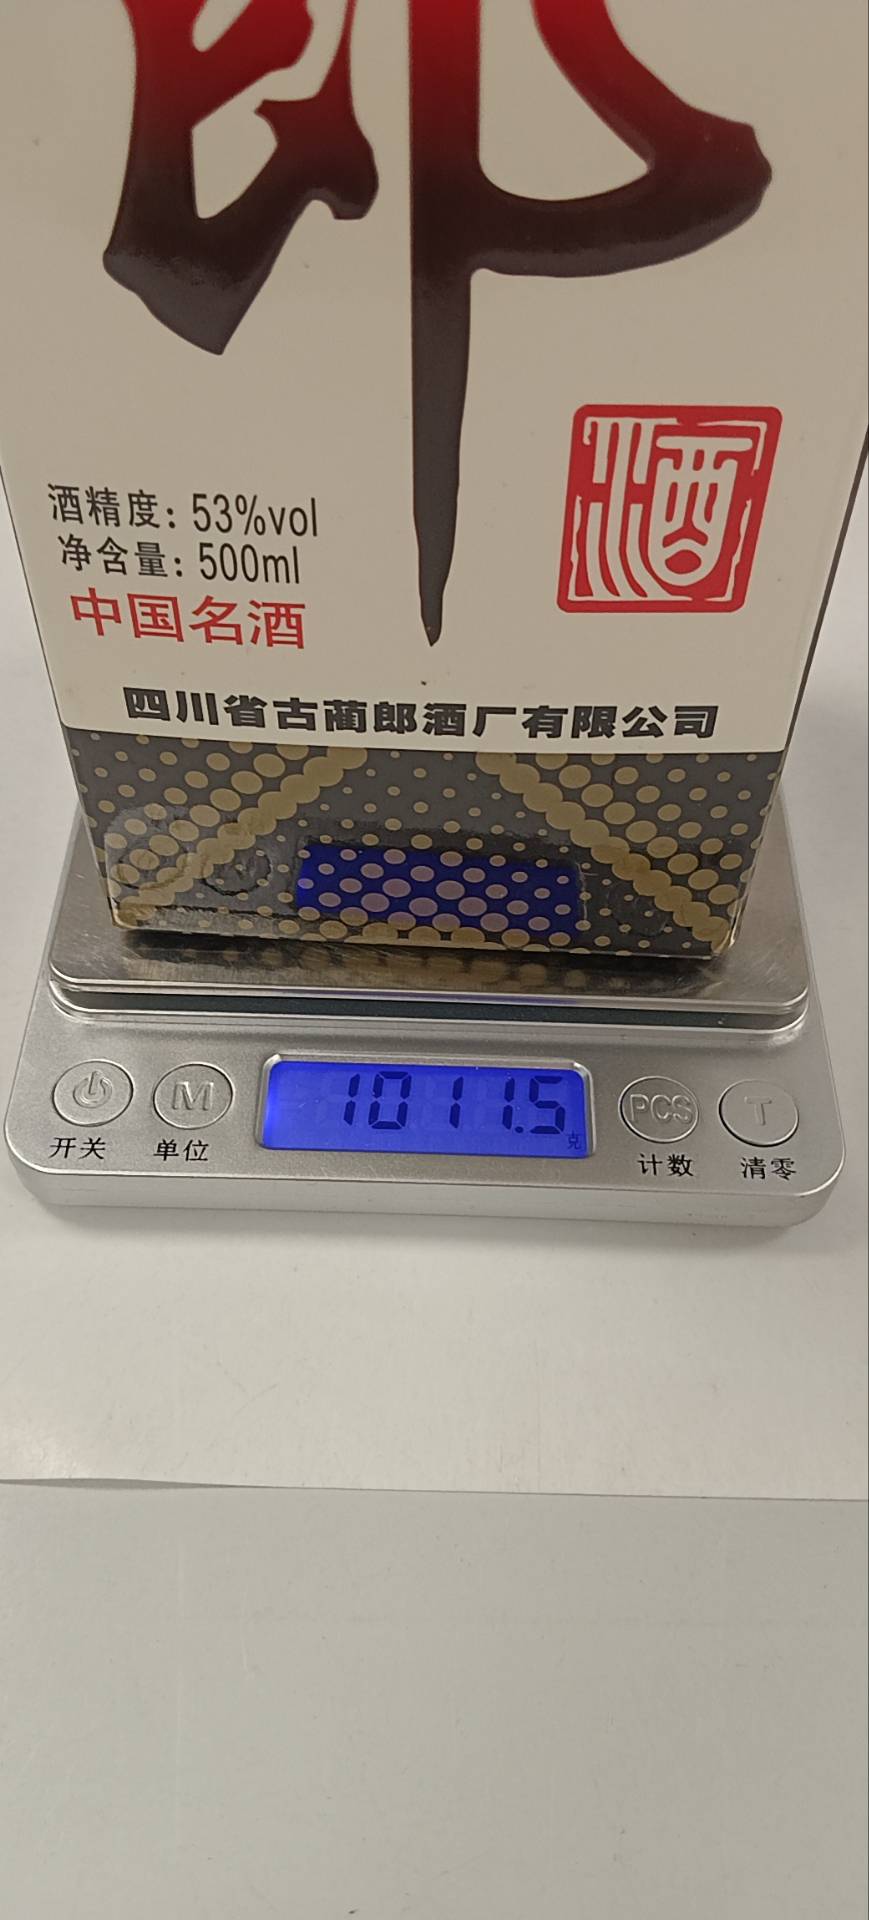 郎
酒
酒精度: 53%vol
净含量: 500ml
中国名酒
四川省古蔺郎酒厂有限公司
1011.5
克
M
PCS
T
开关
单位
计数
清零